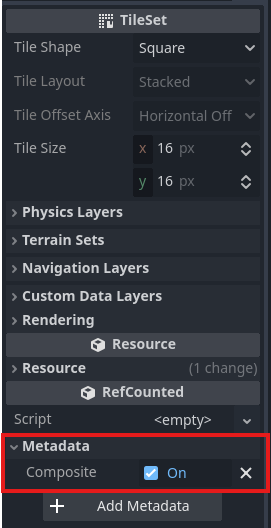 TileSet
Tile Shape Square
Tile Layout Stacked
Tile Offset Axis Horizontal Off
Tile Size x 16 px
y 16 px
Physics Layers
Terrain Sets
Navigation Layers
Custom Data Layers
Rendering
Resource
Resource (1 change)
RefCounted
Script <empty>
Metadata
Composite On
Add Metadata